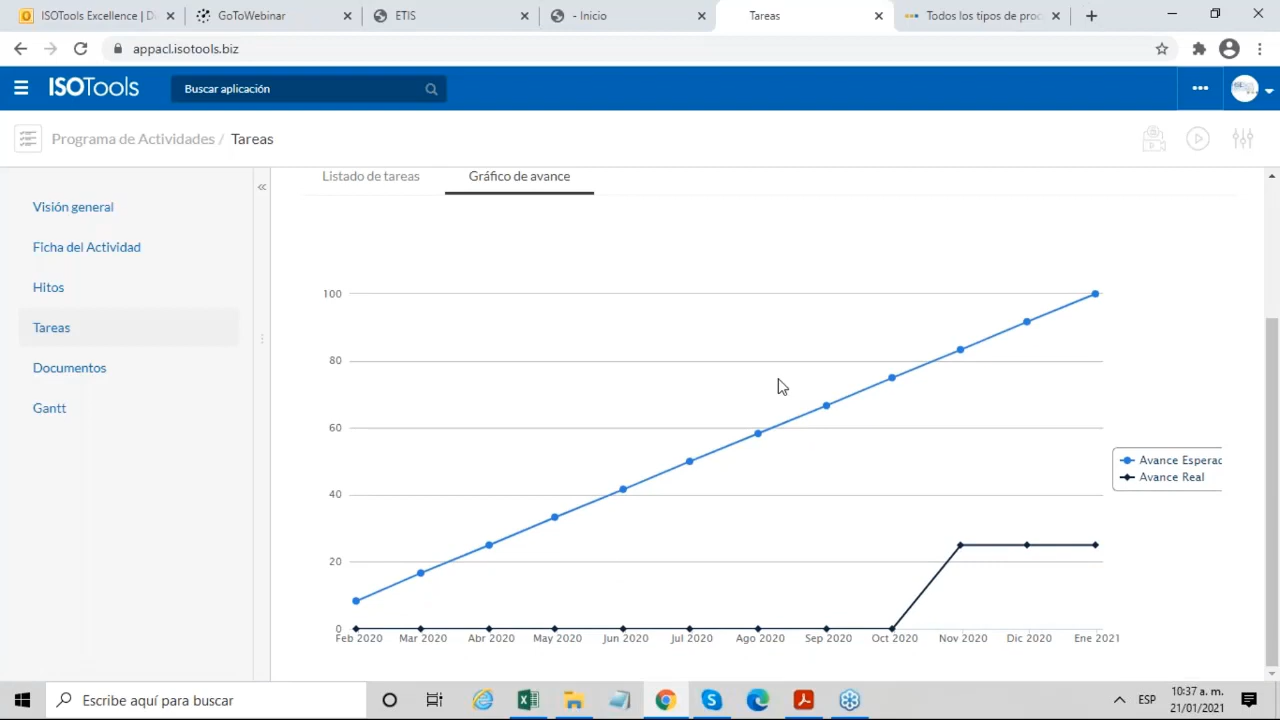 ISOTools Excellence | D
GoToWebinar
ETIS
- Inicio
Tareas
Todos los tipos de proc
appacl.isotools.biz
ISOTools
Buscar aplicación
Programa de Actividades / Tareas
Listado de tareas
Gráfico de avance
Visión general
Ficha del Actividad
Hitos
Tareas
Documentos
Gantt
100
80
60
40
20
0
Feb 2020 Mar 2020 Abr 2020 May 2020 Jun 2020 Jul 2020 Ago 2020 Sep 2020 Oct 2020 Nov 2020 Dic 2020 Ene 2021
Avance Esperad
Avance Real
Escribe aquí para buscar
ESP
10:37 a. m.
21/01/2021